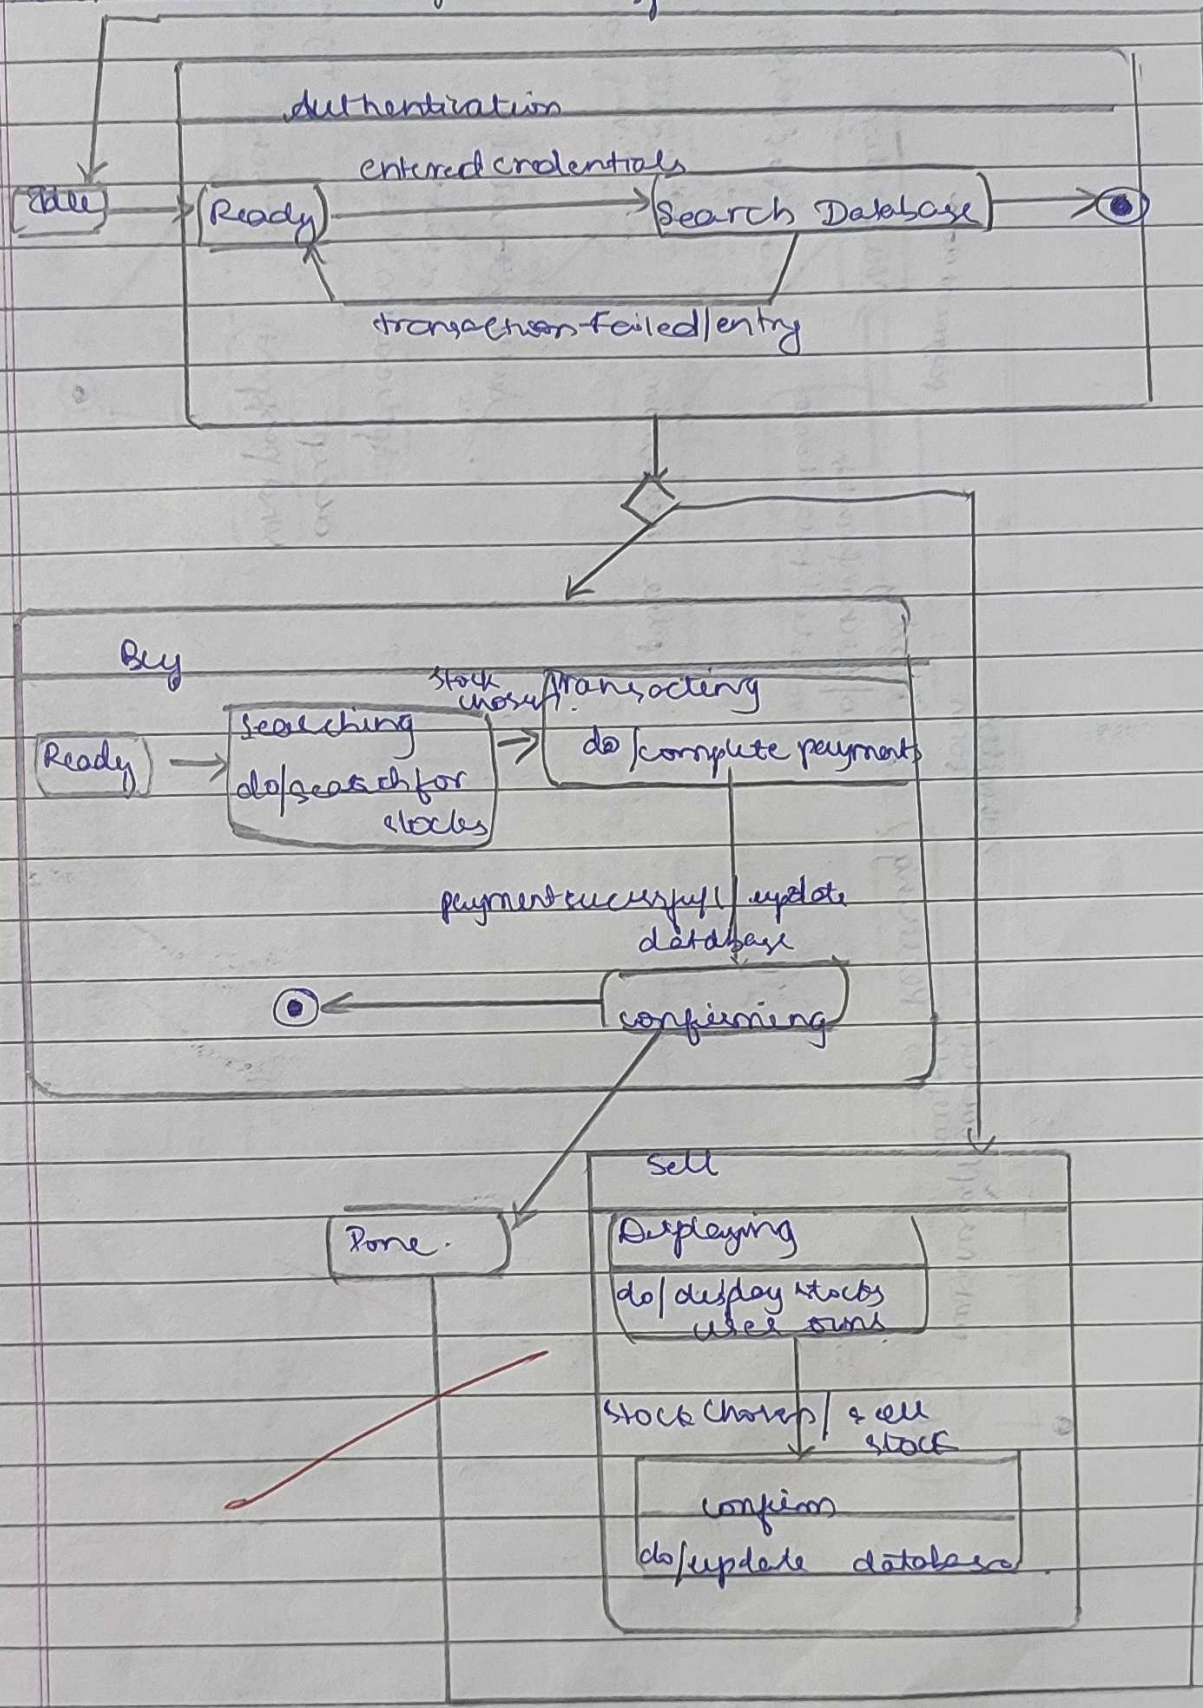 Authentication
entered credentials
Idle
Ready
Search Database
transaction failed/entry
Buy
stock
chosen
Transacting
Searching
Ready
do/complete payments
do/search for
stocks
payment sucessful / update
database
confirming
Sell
Done.
Displaying
do/display stocks
user owns
stock chosen / sell
stock
confirm
do/update database